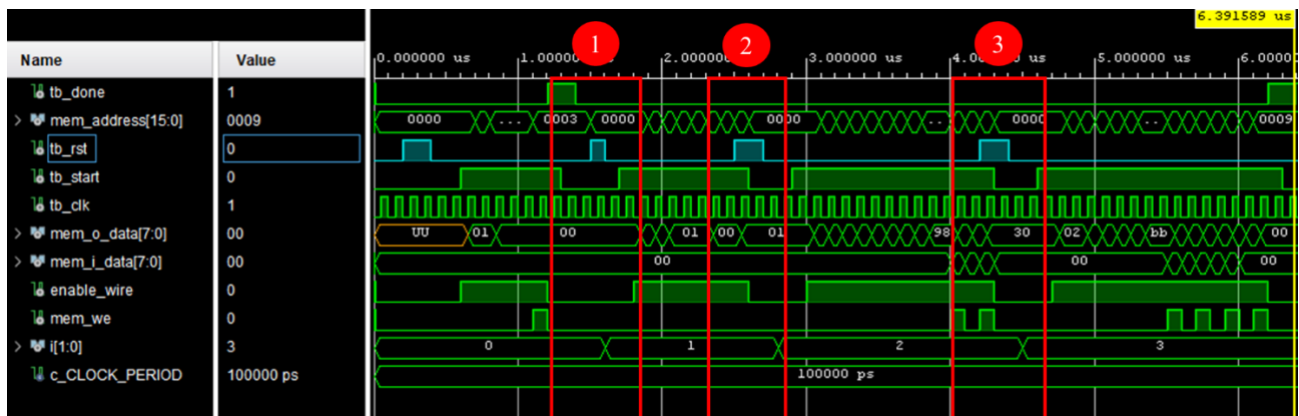 6.391589 us
1 2 3
Name Value 0.000000 us 1.00000 us 2.00000 3.000000 us 4.0 us 5.000000 us 6.0000
tb_done 1
mem_address[15:0] 0009 0000 ... 0003 0000 0000 .. 0000 .. 0009
tb_rst 0
tb_start 0
tb_clk 1
mem_o_data[7:0] 00 UU 01 00 01 00 01 98 30 02 bb 00
mem_i_data[7:0] 00 00 00 00
enable_wire 0
mem_we 0
i[1:0] 3 0 1 2 3
c_CLOCK_PERIOD 100000 ps 100000 ps